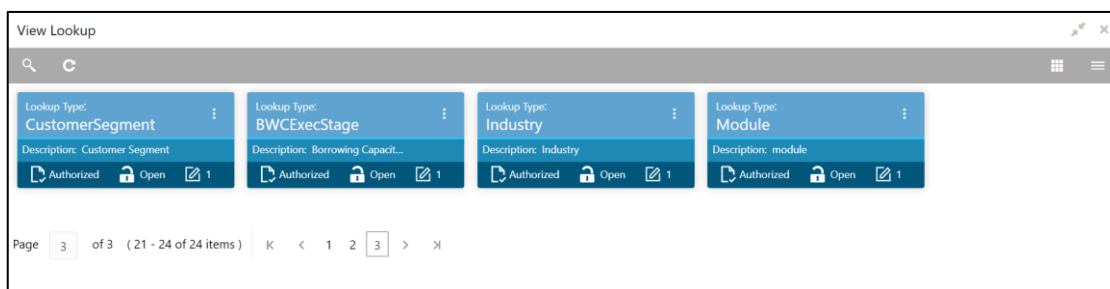 View Lookup
Lookup Type: Lookup Type: Lookup Type: Lookup Type:
CustomerSegment BWCExecStage Industry Module
Description: Customer Segment Description: Borrowing Capacit... Description: Industry Description: module
Authorized Open 1 Authorized Open 1 Authorized Open 1 Authorized Open 1
Page 3 of 3 ( 21 - 24 of 24 items ) 1 2 3